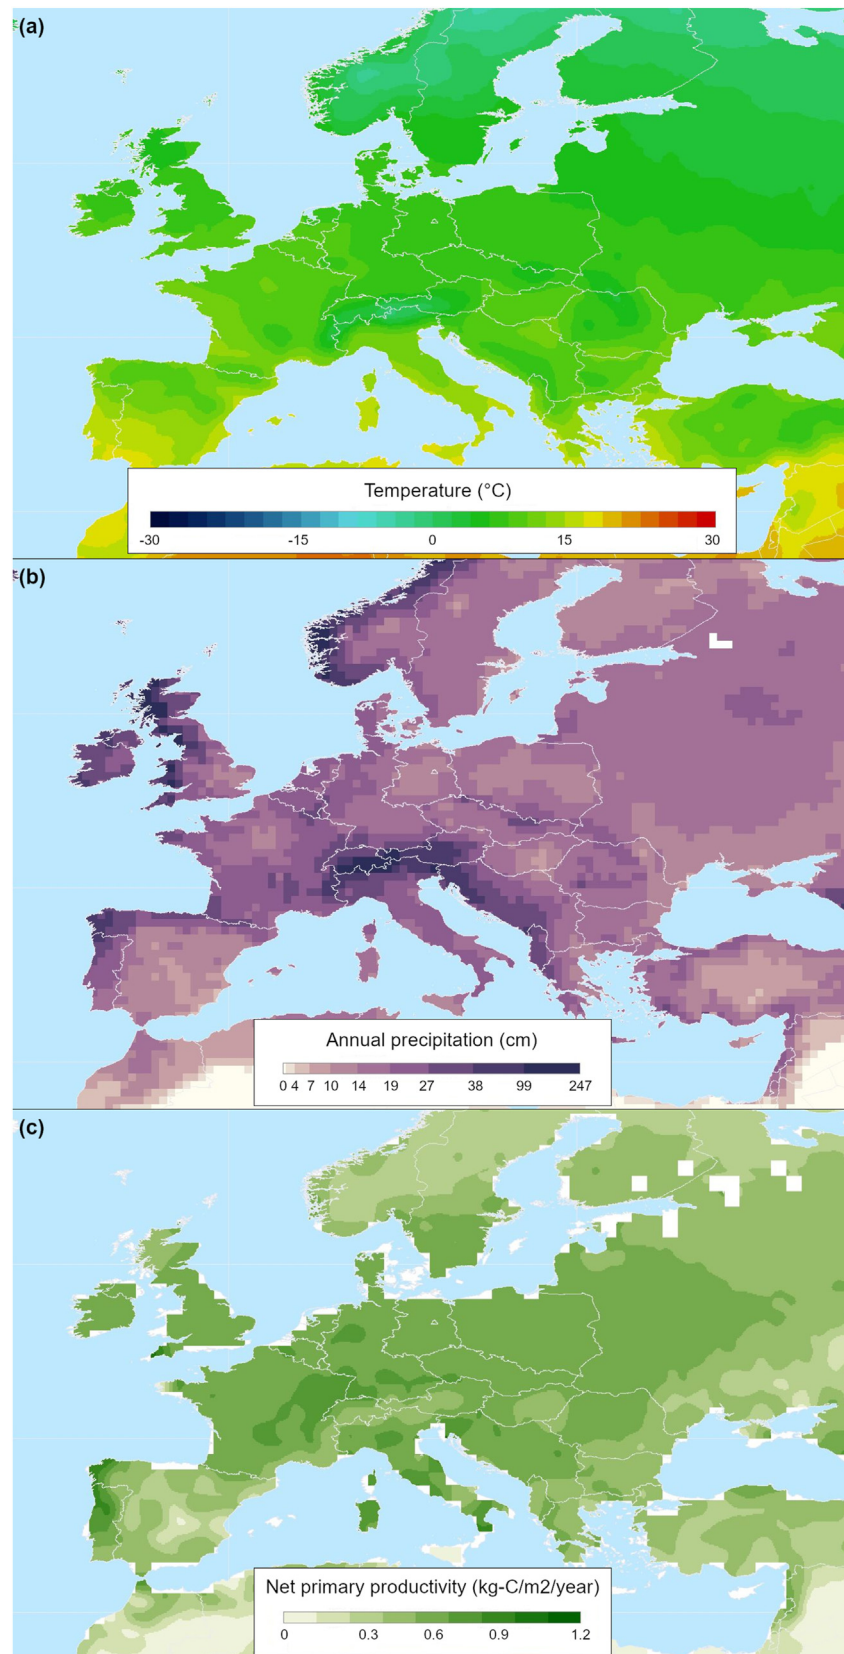 (a)
Temperature (°C)
-30 -15 0 15 30
(b)
Annual precipitation (cm)
0 4 7 10 14 19 27 38 99 247
(c)
Net primary productivity (kg-C/m2/year)
0 0.3 0.6 0.9 1.2